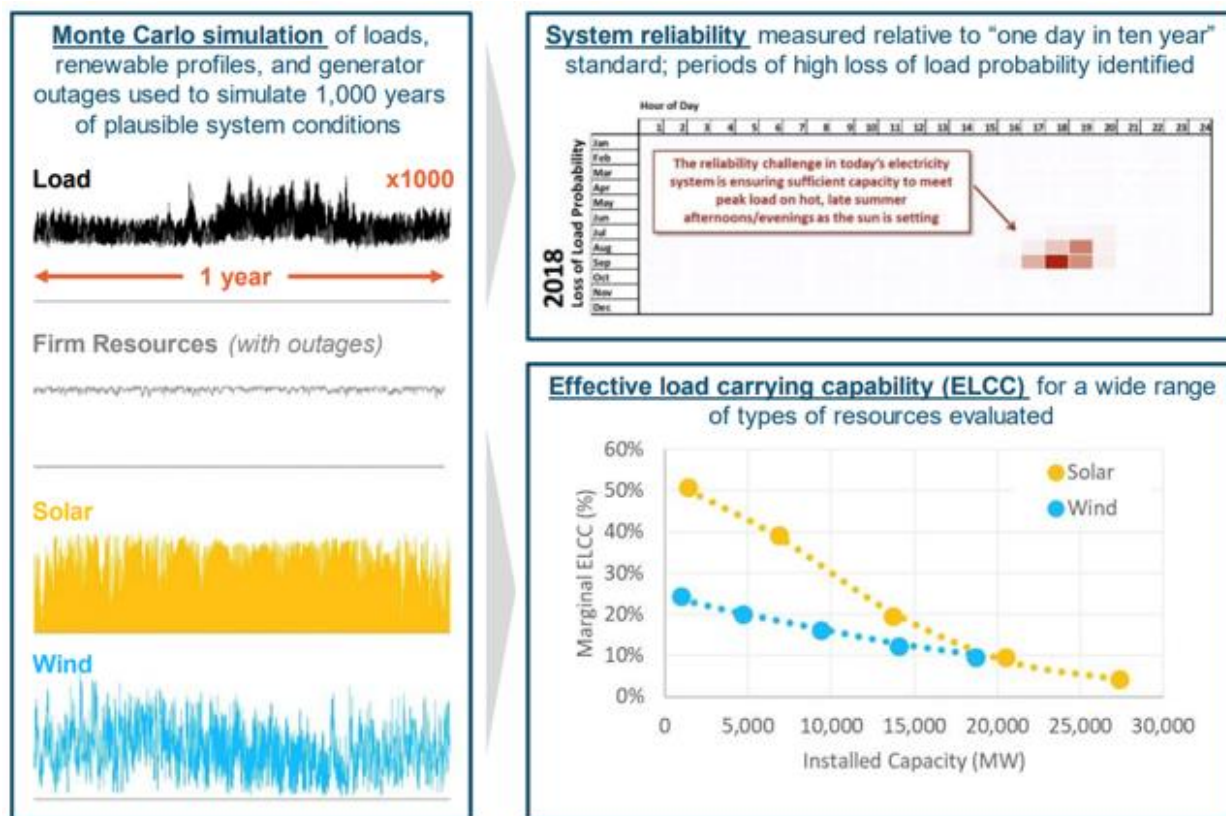 Monte Carlo simulation of loads,
renewable profiles, and generator
outages used to simulate 1,000 years
of plausible system conditions
Load
x1000
1 year
Firm Resources (with outages)
Solar
Wind
System reliability measured relative to “one day in ten year”
standard; periods of high loss of load probability identified
Hour of Day
1 2 3 4 5 6 7 8 9 10 11 12 13 14 15 16 17 18 19 20 21 22 23 24
2018
Loss of Load Probability
Jan
Feb
Mar
Apr
May
Jun
Jul
Aug
Sep
Oct
Nov
Dec
The reliability challenge in today's electricity
system is ensuring sufficient capacity to meet
peak load on hot, late summer
afternoons/evenings as the sun is setting
Effective load carrying capability (ELCC) for a wide range
of types of resources evaluated
Marginal ELCC (%)
60%
50%
40%
30%
20%
10%
0%
Solar
Wind
0 5,000 10,000 15,000 20,000 25,000 30,000
Installed Capacity (MW)